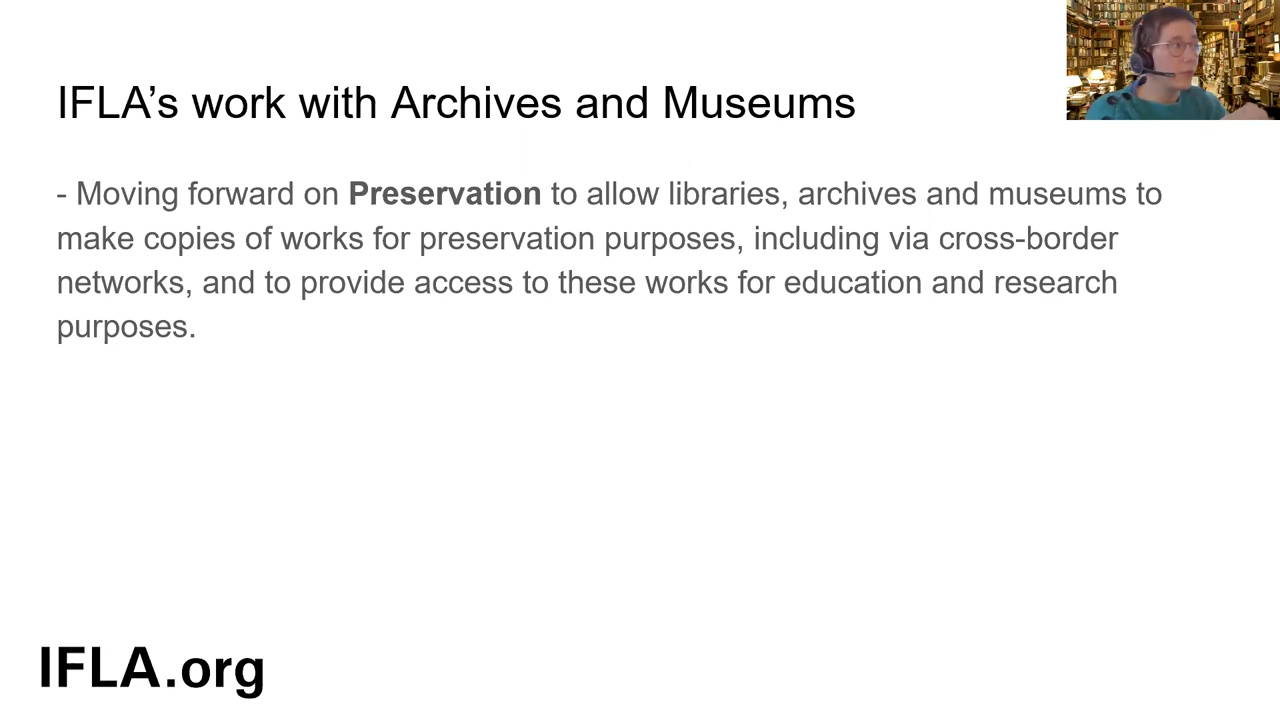 IFLA’s work with Archives and Museums
- Moving forward on Preservation to allow libraries, archives and museums to
make copies of works for preservation purposes, including via cross-border
networks, and to provide access to these works for education and research
purposes.
IFLA.org